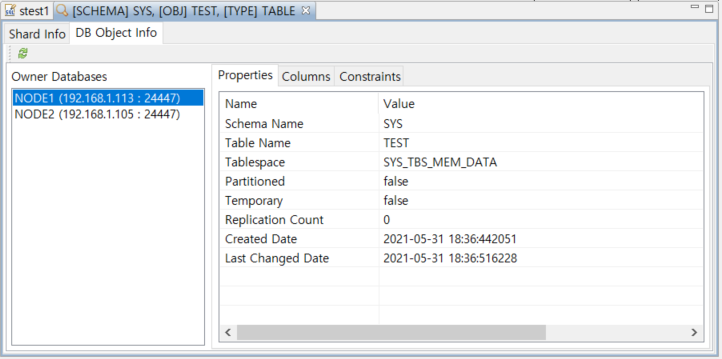 stest1 [SCHEMA] SYS, [OBJ] TEST, [TYPE] TABLE
Shard Info DB Object Info
Owner Databases
NODE1 (192.168.1.113 : 24447)
NODE2 (192.168.1.105 : 24447)
Properties Columns Constraints
Name Value
Schema Name SYS
Table Name TEST
Tablespace SYS_TBS_MEM_DATA
Partitioned false
Temporary false
Replication Count 0
Created Date 2021-05-31 18:36:442051
Last Changed Date 2021-05-31 18:36:516228